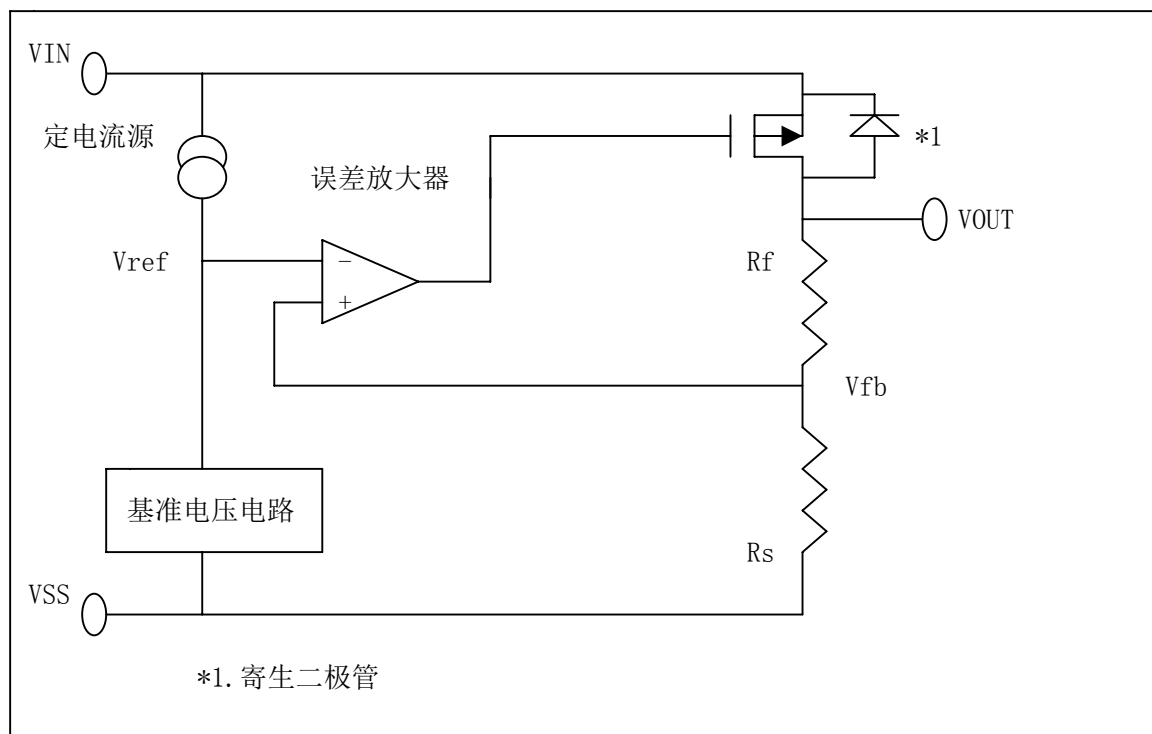 VIN
定电流源
*1
误差放大器
VOUT
Vref
Rf
−
+
Vfb
基准电压电路
Rs
VSS
*1.寄生二极管